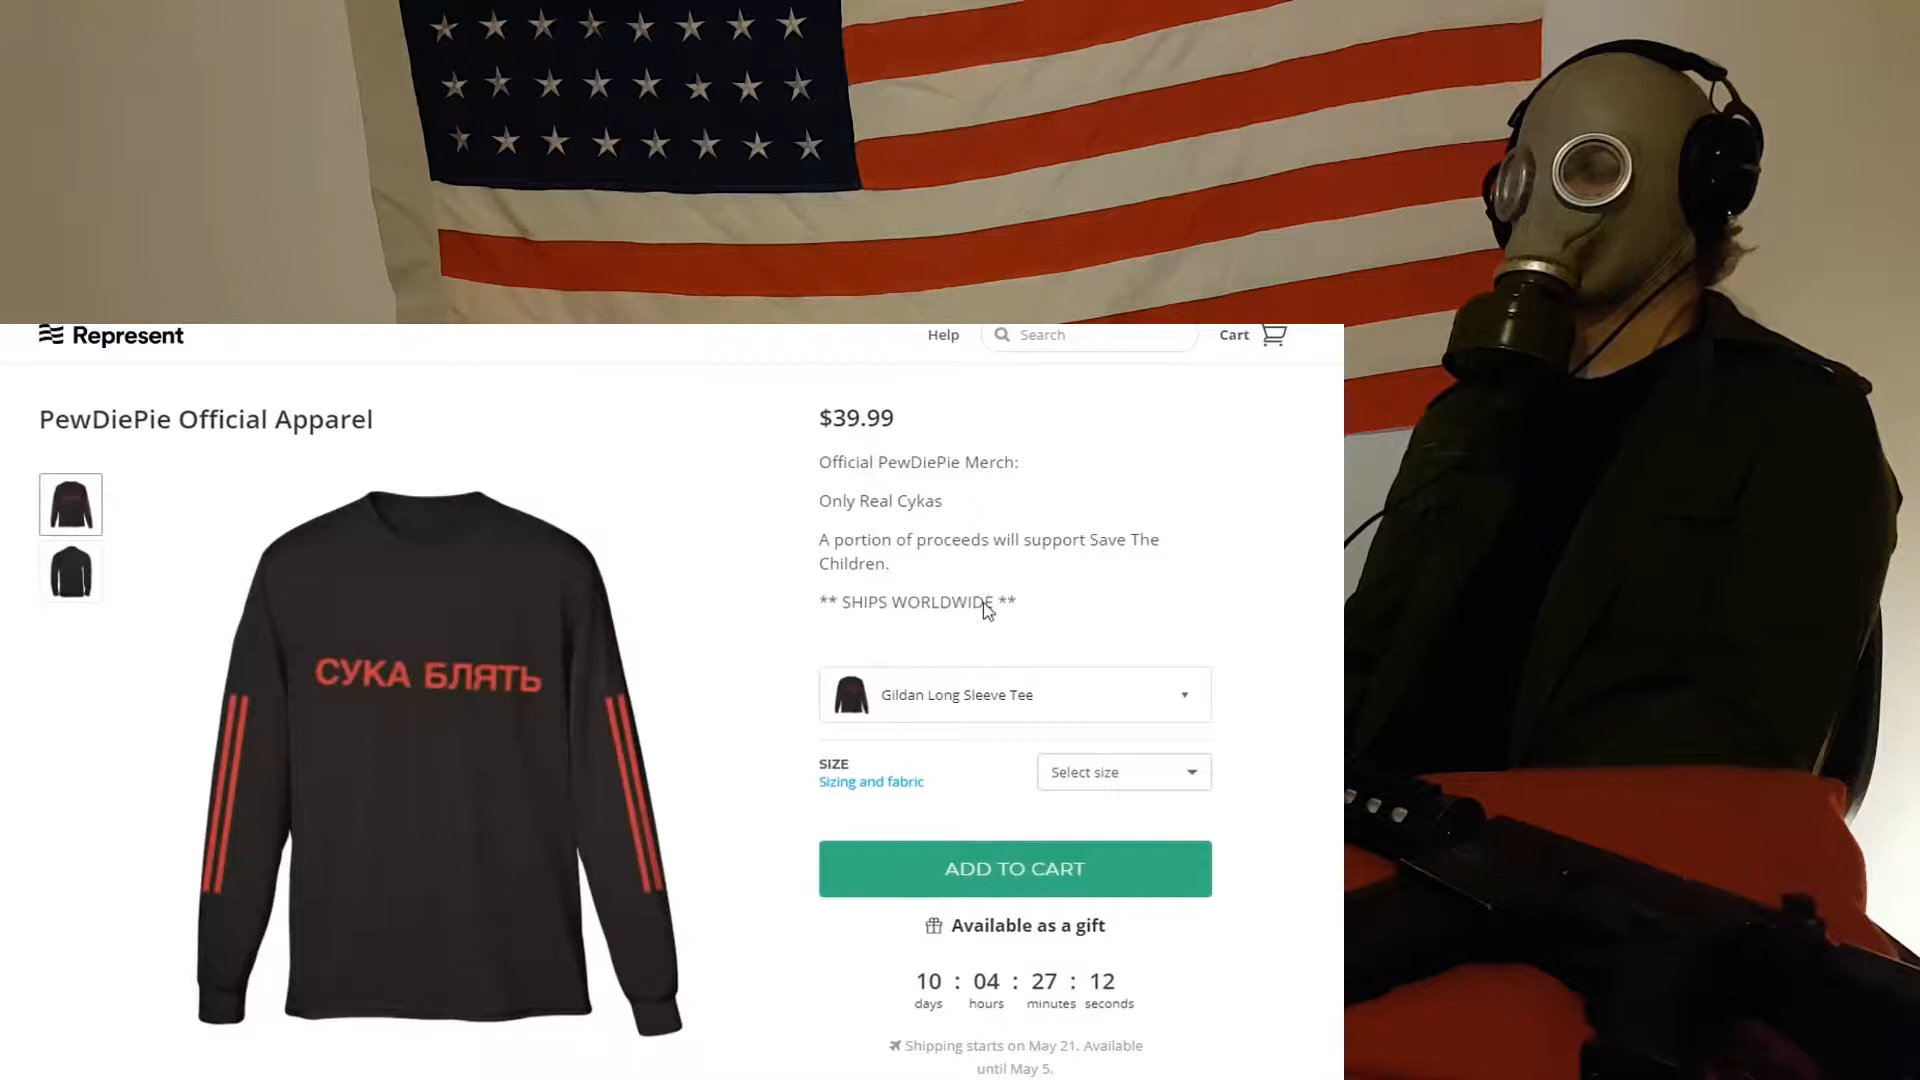 Represent
Help
Search
Cart
PewDiePie Official Apparel
$39.99
Official PewDiePie Merch:
Only Real Cykas
A portion of proceeds will support Save The
Children.
** SHIPS WORLDWIDE **
СУКА БЛЯТЬ
Gildan Long Sleeve Tee
SIZE
Sizing and fabric
Select size
ADD TO CART
Available as a gift
10 : 04 : 27 : 12
days hours minutes seconds
Shipping starts on May 21. Available
until May 5.